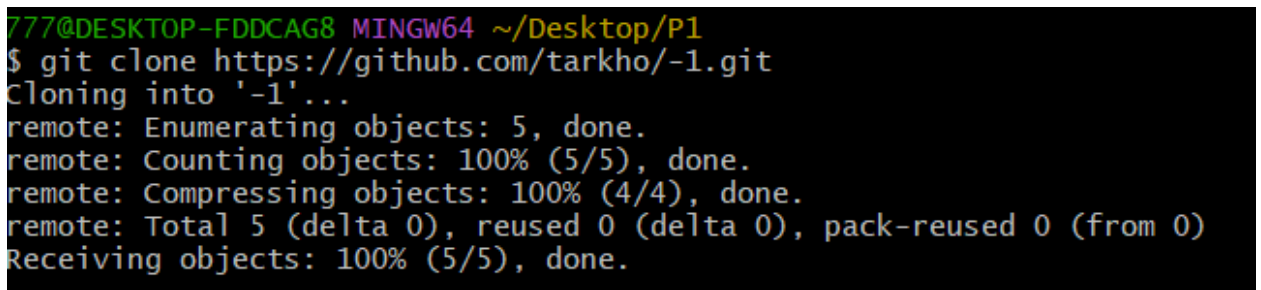 777@DESKTOP-FDDCAG8 MINGW64 ~/Desktop/P1
$ git clone https://github.com/tarkho/-1.git
Cloning into '-1'...
remote: Enumerating objects: 5, done.
remote: Counting objects: 100% (5/5), done.
remote: Compressing objects: 100% (4/4), done.
remote: Total 5 (delta 0), reused 0 (delta 0), pack-reused 0 (from 0)
Receiving objects: 100% (5/5), done.